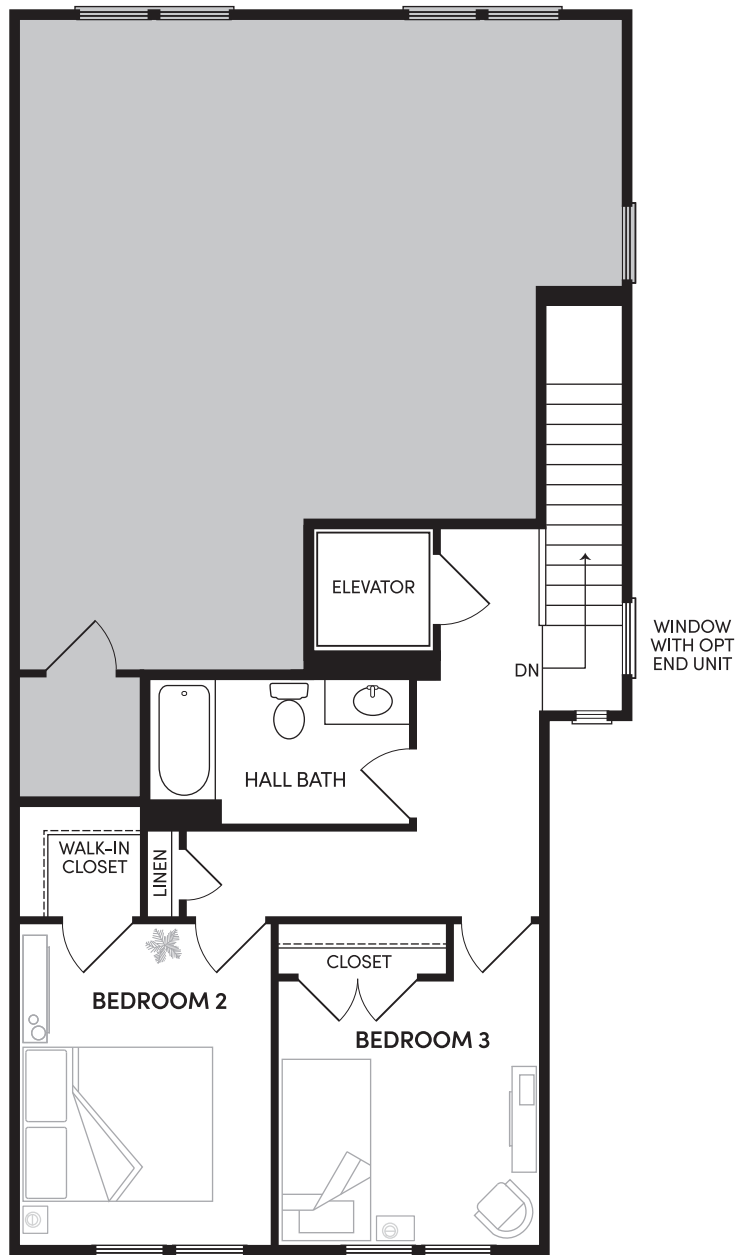 ELEVATOR
WINDOW
WITH OPT
END UNIT
DN
HALL BATH
WALK-IN
CLOSET
LINEN
CLOSET
BEDROOM 2
BEDROOM 3